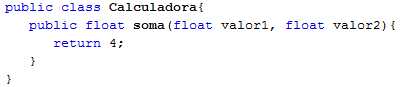 public class Calculadora{
public float soma(float valor1, float valor2){
return 4;
}
}